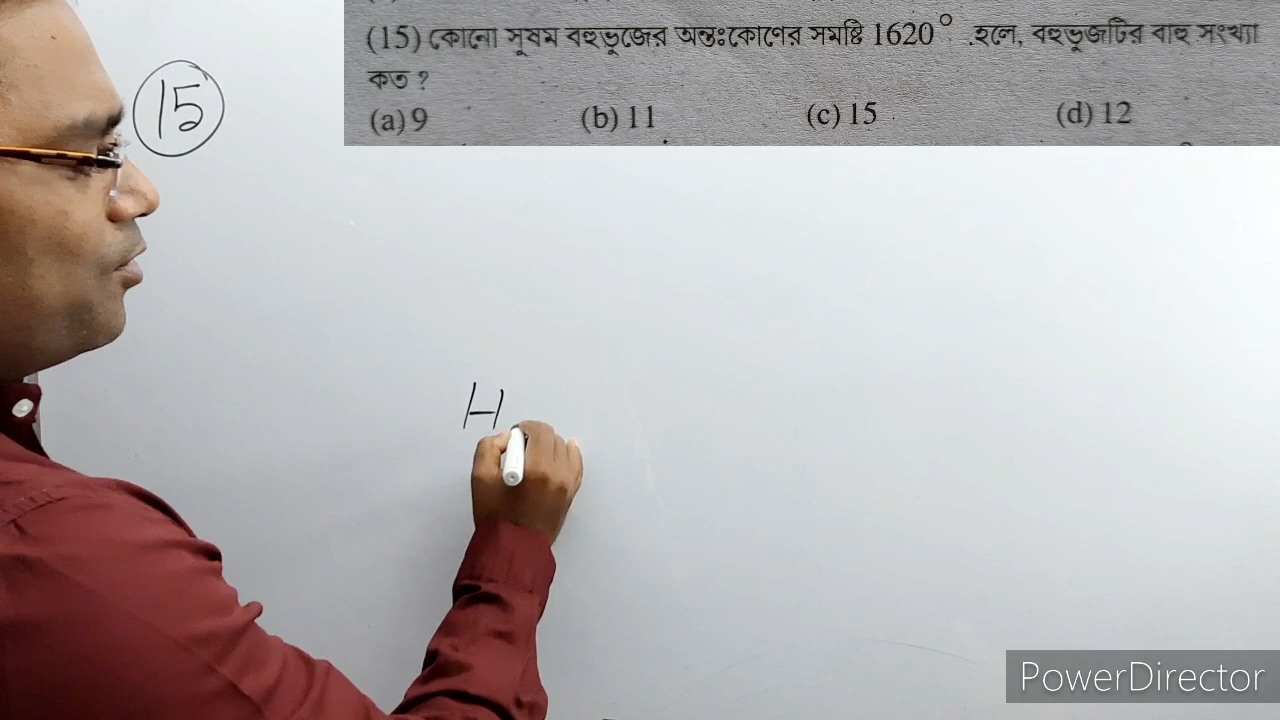 (15) কোনো সুষম বহুভুজের অন্তঃকোণের সমষ্টি 1620° .হলে, বহুভুজটির বাহু সংখ্যা
কত ?
(a) 9 (b) 11 (c) 15 (d) 12
15
H
PowerDirector